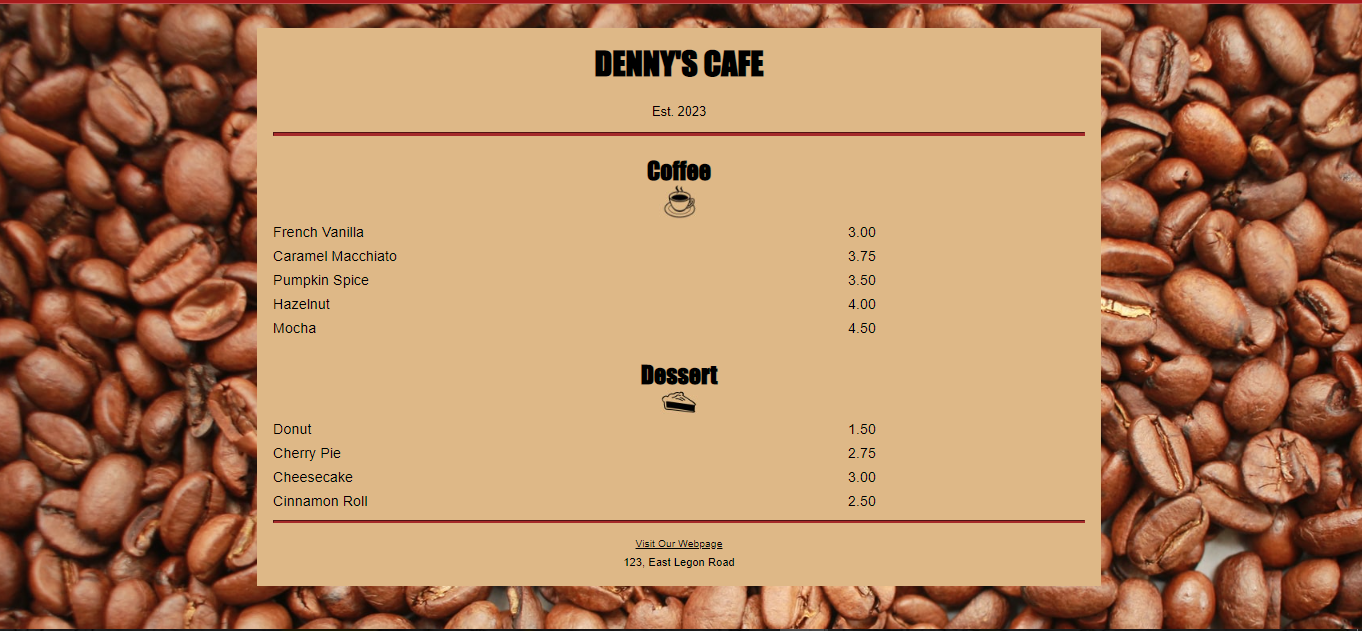 DENNY'S CAFE
Est. 2023
Coffee
French Vanilla 3.00
Caramel Macchiato 3.75
Pumpkin Spice 3.50
Hazelnut 4.00
Mocha 4.50
Dessert
Donut 1.50
Cherry Pie 2.75
Cheesecake 3.00
Cinnamon Roll 2.50
Visit Our Webpage
123, East Legon Road